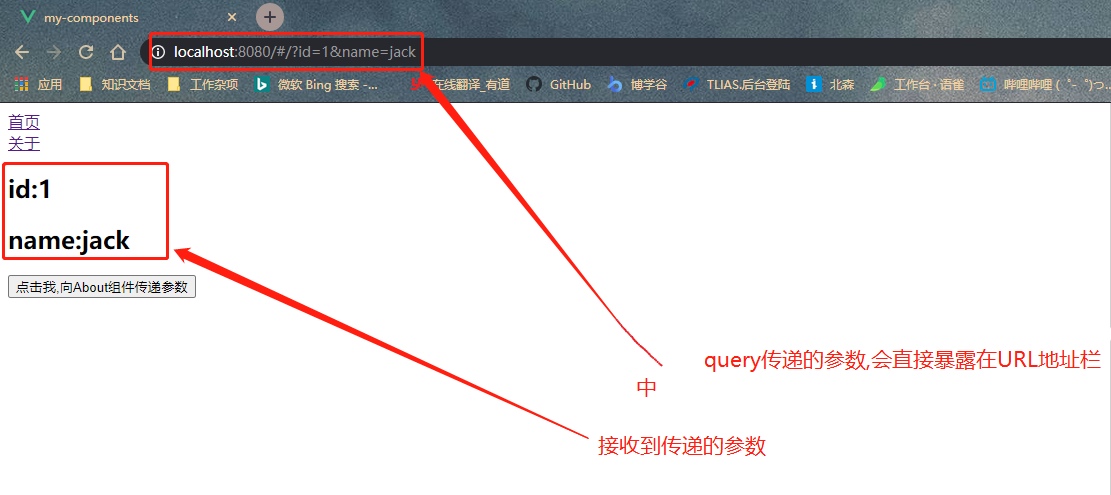 my-components
localhost:8080/#/?id=1&name=jack
应用 知识文档 工作杂项 微软 Bing 搜索 -... 在线翻译_有道 GitHub 博学谷 TLIAS.后台登陆 北森 工作台 · 语雀 哔哩哔哩 (゜-゜)つ...
首页
关于
id:1
name:jack
点击我,向About组件传递参数
query传递的参数,会直接暴露在URL地址栏
中
接收到传递的参数